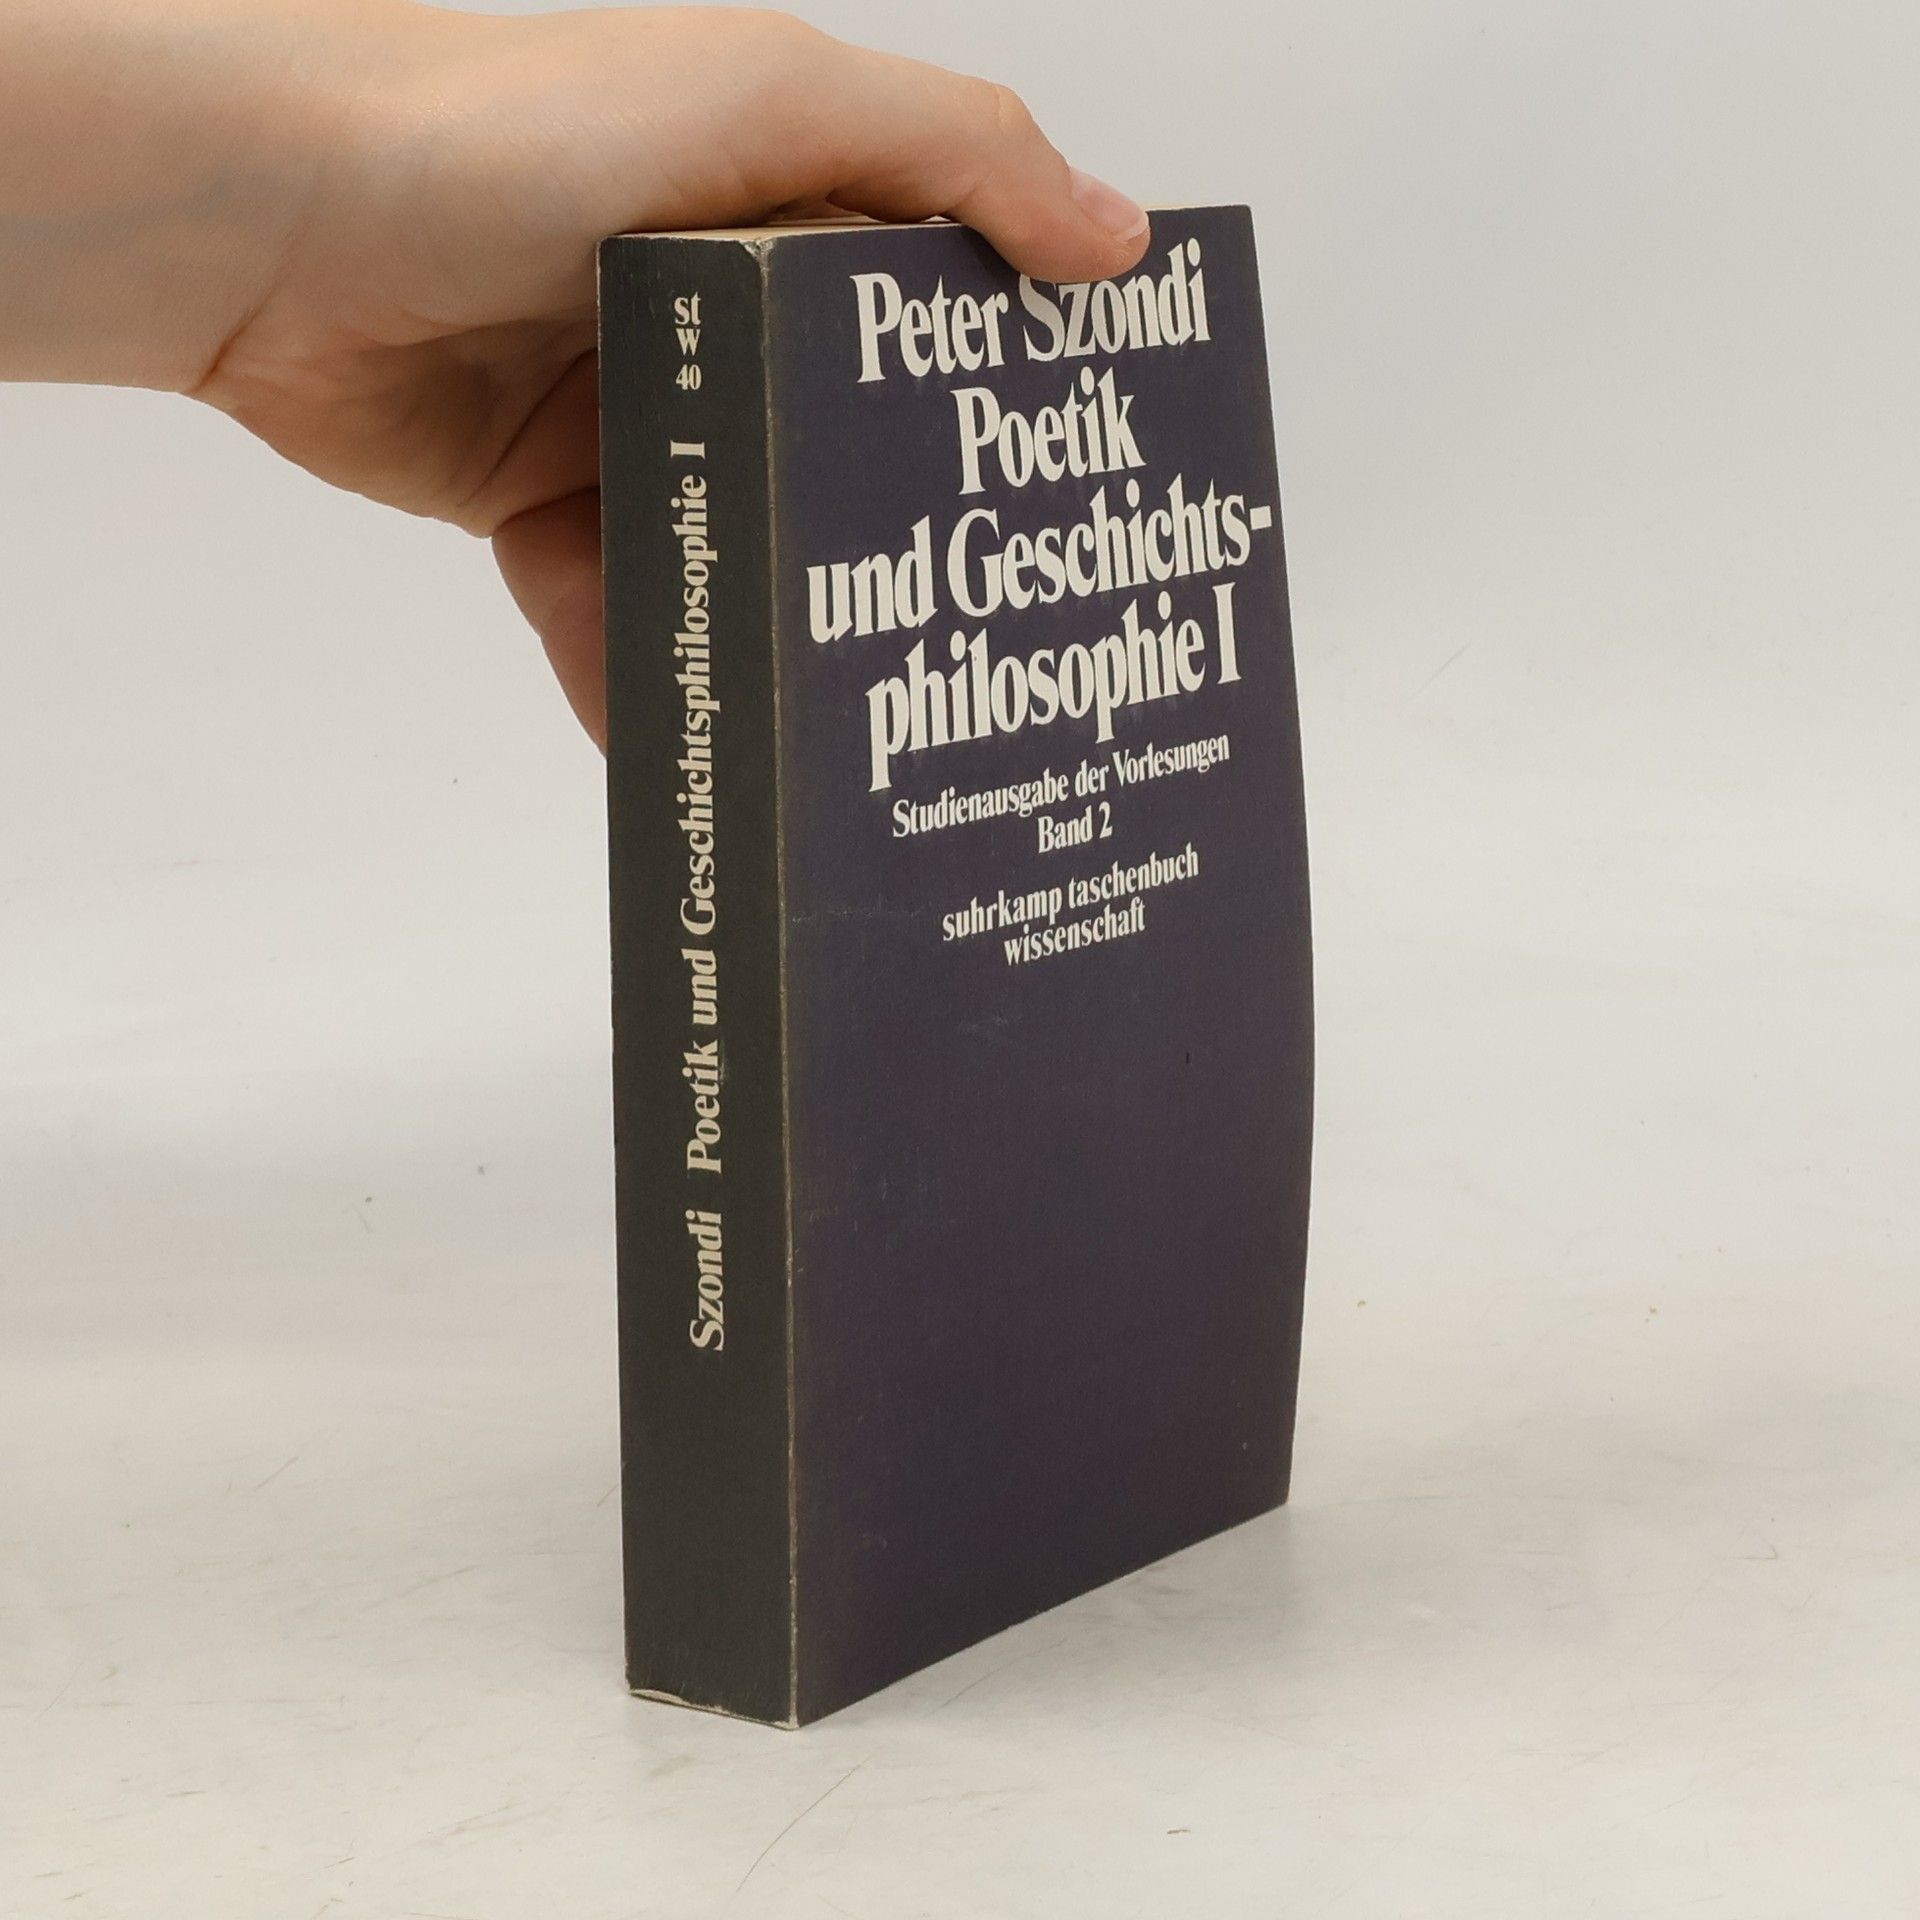 st
w
40
Szondi Poetik und Geschichtsphilosophie I
Peter Szondi
Poetik
und Geschichts-
philosophie I
Studienausgabe der Vorlesungen
Band 2
suhrkamp taschenbuch
wissenschaft